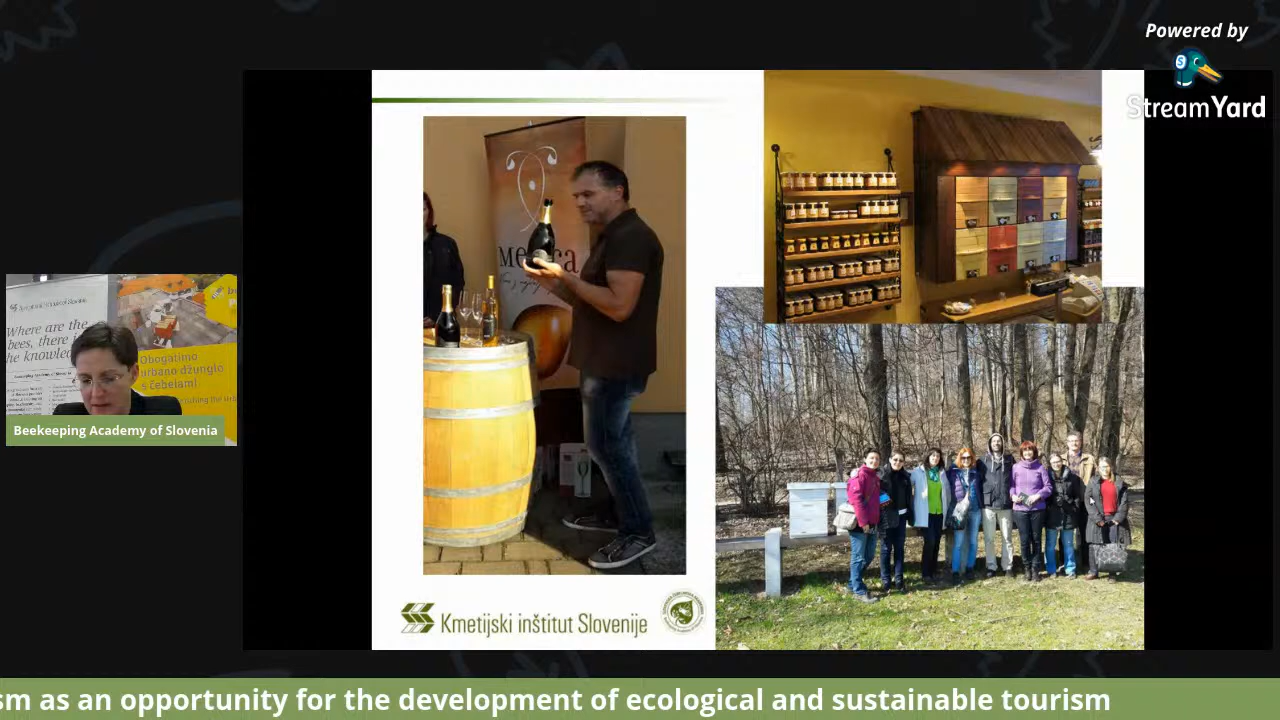 Powered by
StreamYard
Kmetijski inštitut Slovenije
Where are the
bees, there i
he knowled
Obogatimo
urbano džunglo
s čebelami
Beekeeping Academy of Slovenia
sm as an opportunity for the development of ecological and sustainable tourism